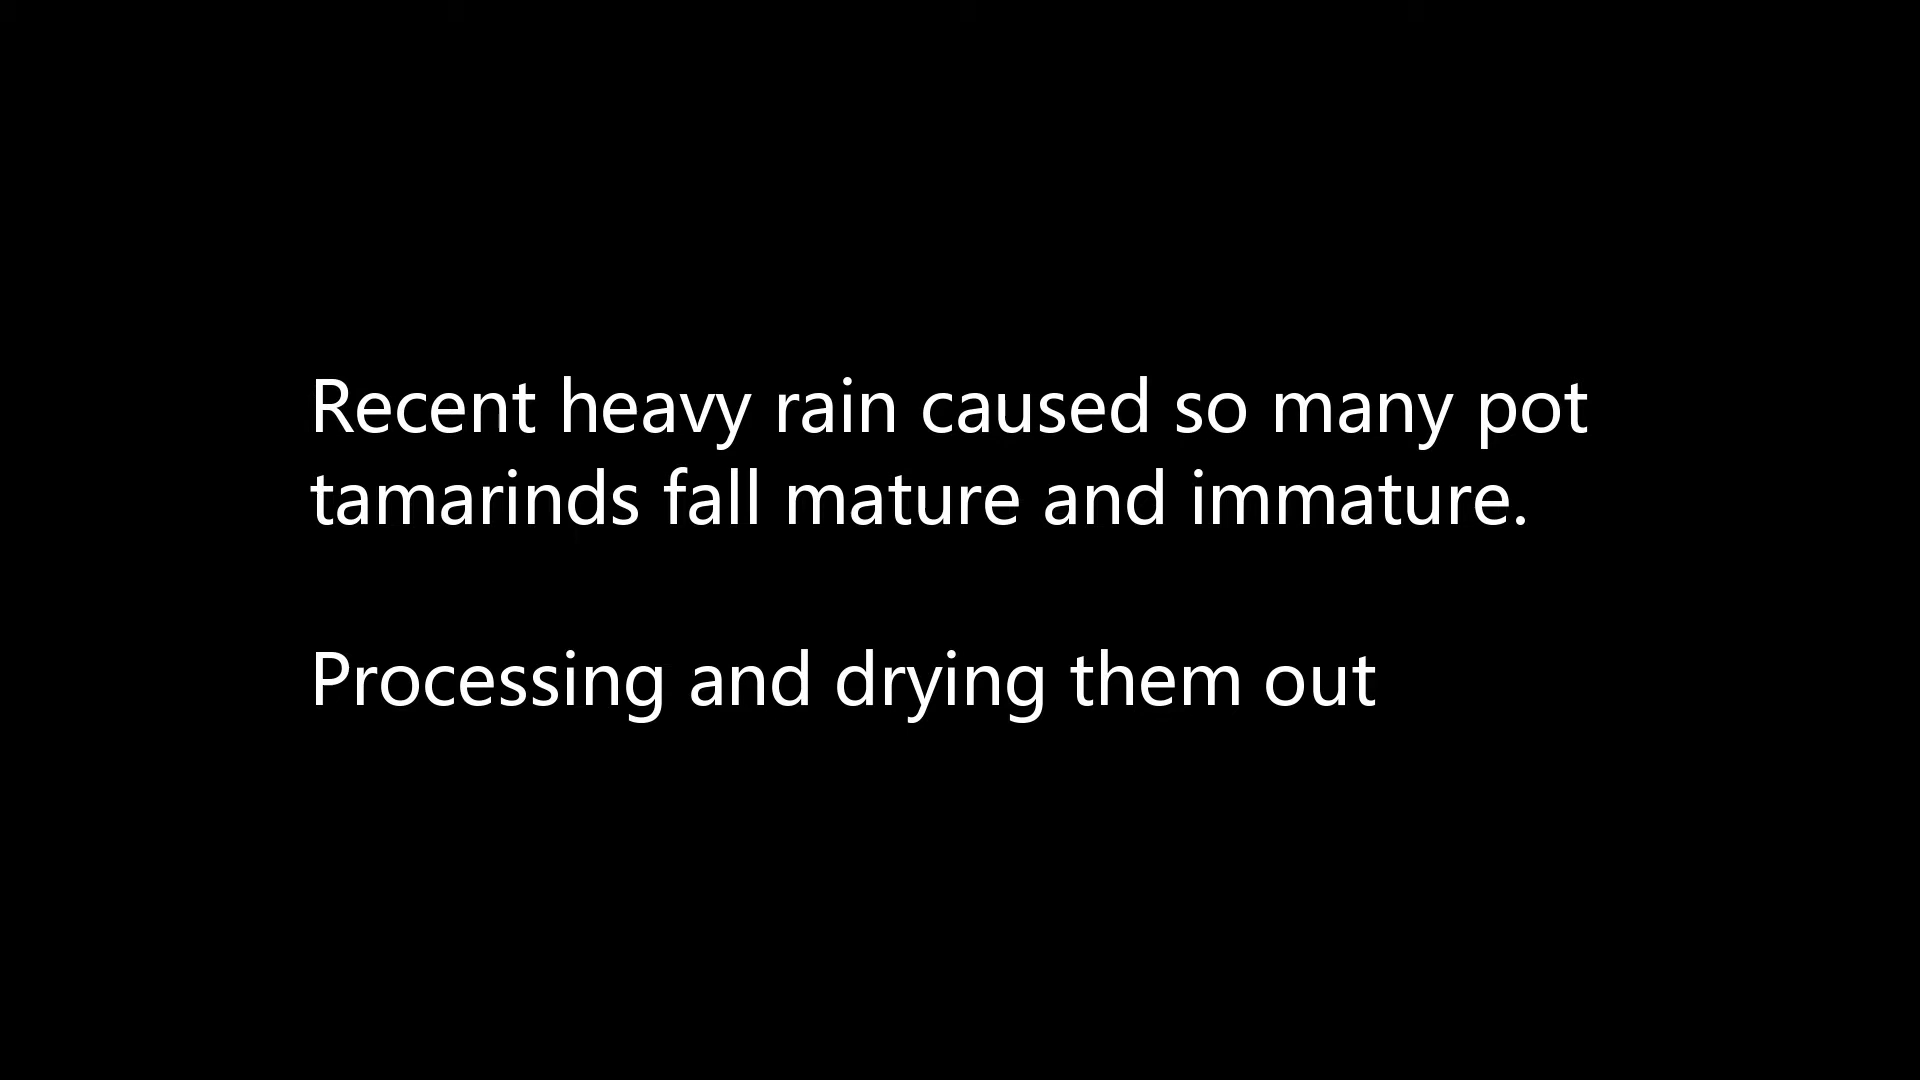 Recent heavy rain caused so many pot
tamarinds fall mature and immature.
Processing and drying them out